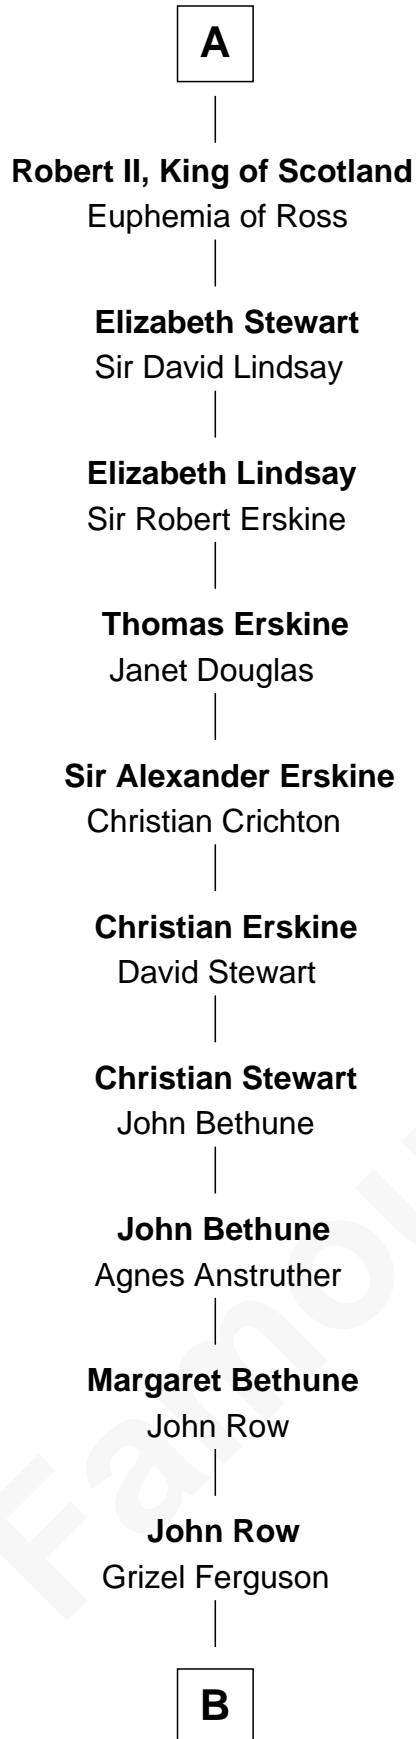 A
Robert II, King of Scotland
Euphemia of Ross
Elizabeth Stewart
Sir David Lindsay
Elizabeth Lindsay
Sir Robert Erskine
Thomas Erskine
Janet Douglas
Sir Alexander Erskine
Christian Crichton
Christian Erskine
David Stewart
Christian Stewart
John Bethune
John Bethune
Agnes Anstruther
Margaret Bethune
John Row
John Row
Grizel Ferguson
B
Famou